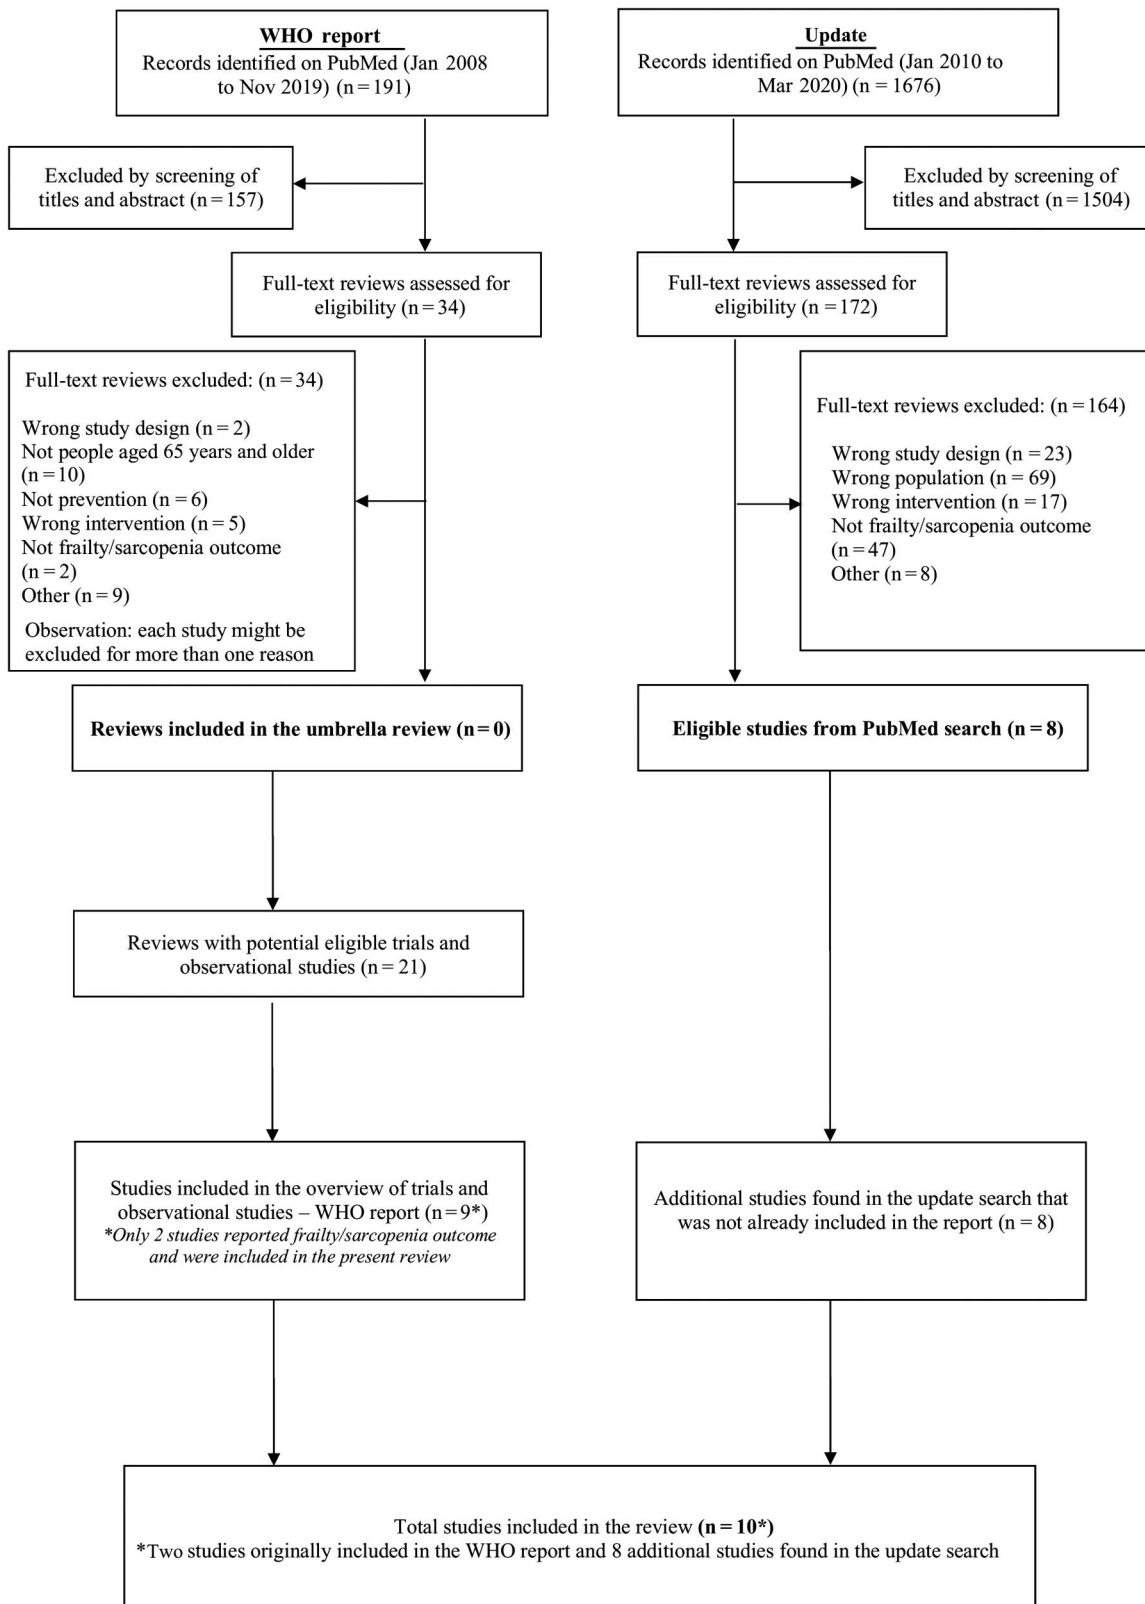 WHO report
Records identified on PubMed (Jan 2008
to Nov 2019) (n = 191)
Update
Records identified on PubMed (Jan 2010 to
Mar 2020) (n = 1676)
Excluded by screening of
titles and abstract (n = 157)
Excluded by screening of
titles and abstract (n = 1504)
Full-text reviews assessed for
eligibility (n = 34)
Full-text reviews assessed for
eligibility (n = 172)
Full-text reviews excluded: (n = 34)
Wrong study design (n = 2)
Not people aged 65 years and older
(n = 10)
Not prevention (n = 6)
Wrong intervention (n = 5)
Not frailty/sarcopenia outcome
(n = 2)
Other (n = 9)
Observation: each study might be
excluded for more than one reason
Full-text reviews excluded: (n = 164)
Wrong study design (n = 23)
Wrong population (n = 69)
Wrong intervention (n = 17)
Not frailty/sarcopenia outcome
(n = 47)
Other (n = 8)
Reviews included in the umbrella review (n = 0)
Eligible studies from PubMed search (n = 8)
Reviews with potential eligible trials and
observational studies (n = 21)
Studies included in the overview of trials and
observational studies – WHO report (n = 9*)
*Only 2 studies reported frailty/sarcopenia outcome
and were included in the present review
Additional studies found in the update search that
was not already included in the report (n = 8)
Total studies included in the review (n = 10*)
*Two studies originally included in the WHO report and 8 additional studies found in the update search